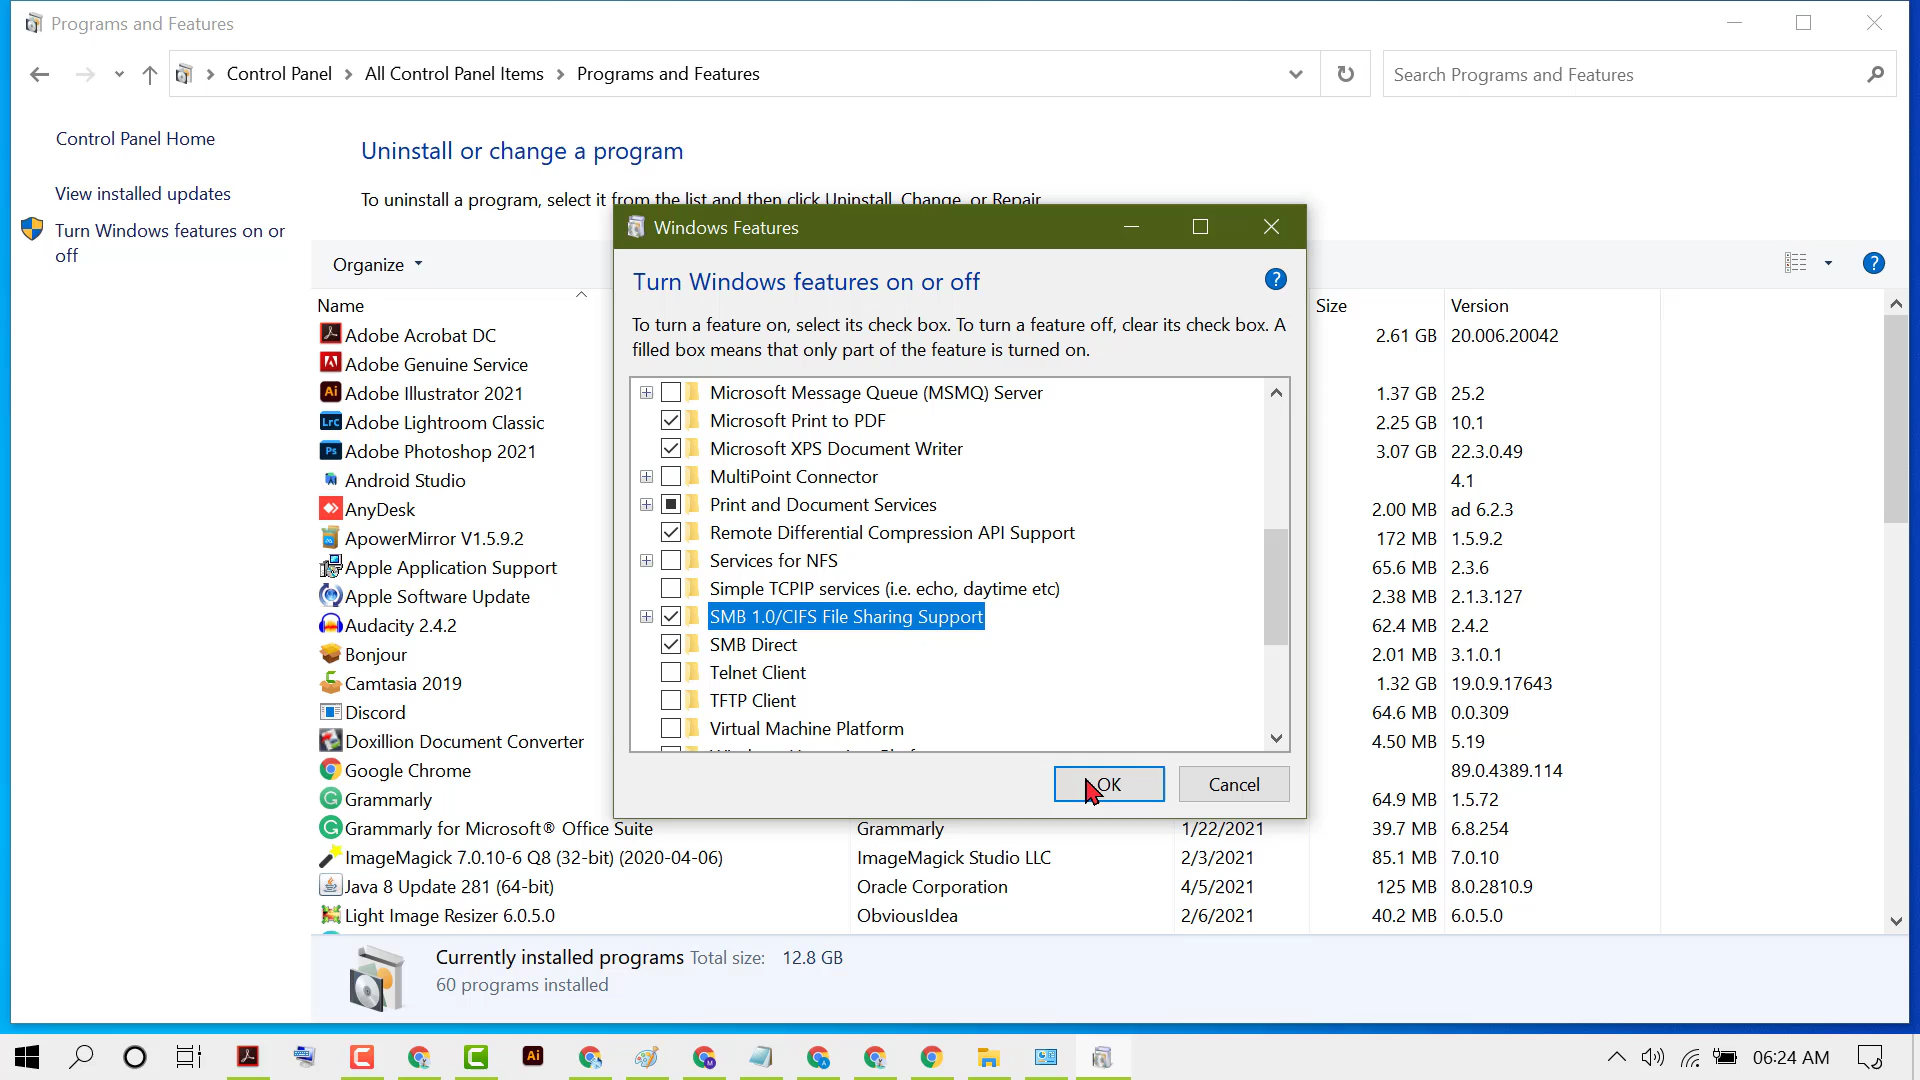 Programs and Features
Control Panel > All Control Panel Items > Programs and Features
Search Programs and Features
Control Panel Home
View installed updates
Turn Windows features on or
off
Uninstall or change a program
To uninstall a program, select it from the list and then click Uninstall, Change, or Repair.
Organize
Name
Size
Version
Adobe Acrobat DC
2.61 GB
20.006.20042
Adobe Genuine Service
Adobe Illustrator 2021
1.37 GB
25.2
Adobe Lightroom Classic
2.25 GB
10.1
Adobe Photoshop 2021
3.07 GB
22.3.0.49
Android Studio
4.1
AnyDesk
2.00 MB
ad 6.2.3
ApowerMirror V1.5.9.2
172 MB
1.5.9.2
Apple Application Support
65.6 MB
2.3.6
Apple Software Update
2.38 MB
2.1.3.127
Audacity 2.4.2
62.4 MB
2.4.2
Bonjour
2.01 MB
3.1.0.1
Camtasia 2019
1.32 GB
19.0.9.17643
Discord
64.6 MB
0.0.309
Doxillion Document Converter
4.50 MB
5.19
Google Chrome
89.0.4389.114
Grammarly
64.9 MB
1.5.72
Grammarly for Microsoft® Office Suite
Grammarly
1/22/2021
39.7 MB
6.8.254
ImageMagick 7.0.10-6 Q8 (32-bit) (2020-04-06)
ImageMagick Studio LLC
2/3/2021
85.1 MB
7.0.10
Java 8 Update 281 (64-bit)
Oracle Corporation
4/5/2021
125 MB
8.0.2810.9
Light Image Resizer 6.0.5.0
ObviousIdea
2/6/2021
40.2 MB
6.0.5.0
Windows Features
Turn Windows features on or off
To turn a feature on, select its check box. To turn a feature off, clear its check box. A
filled box means that only part of the feature is turned on.
Microsoft Message Queue (MSMQ) Server
Microsoft Print to PDF
Microsoft XPS Document Writer
MultiPoint Connector
Print and Document Services
Remote Differential Compression API Support
Services for NFS
Simple TCPIP services (i.e. echo, daytime etc)
SMB 1.0/CIFS File Sharing Support
SMB Direct
Telnet Client
TFTP Client
Virtual Machine Platform
OK
Cancel
Currently installed programs Total size: 12.8 GB
60 programs installed
06:24 AM